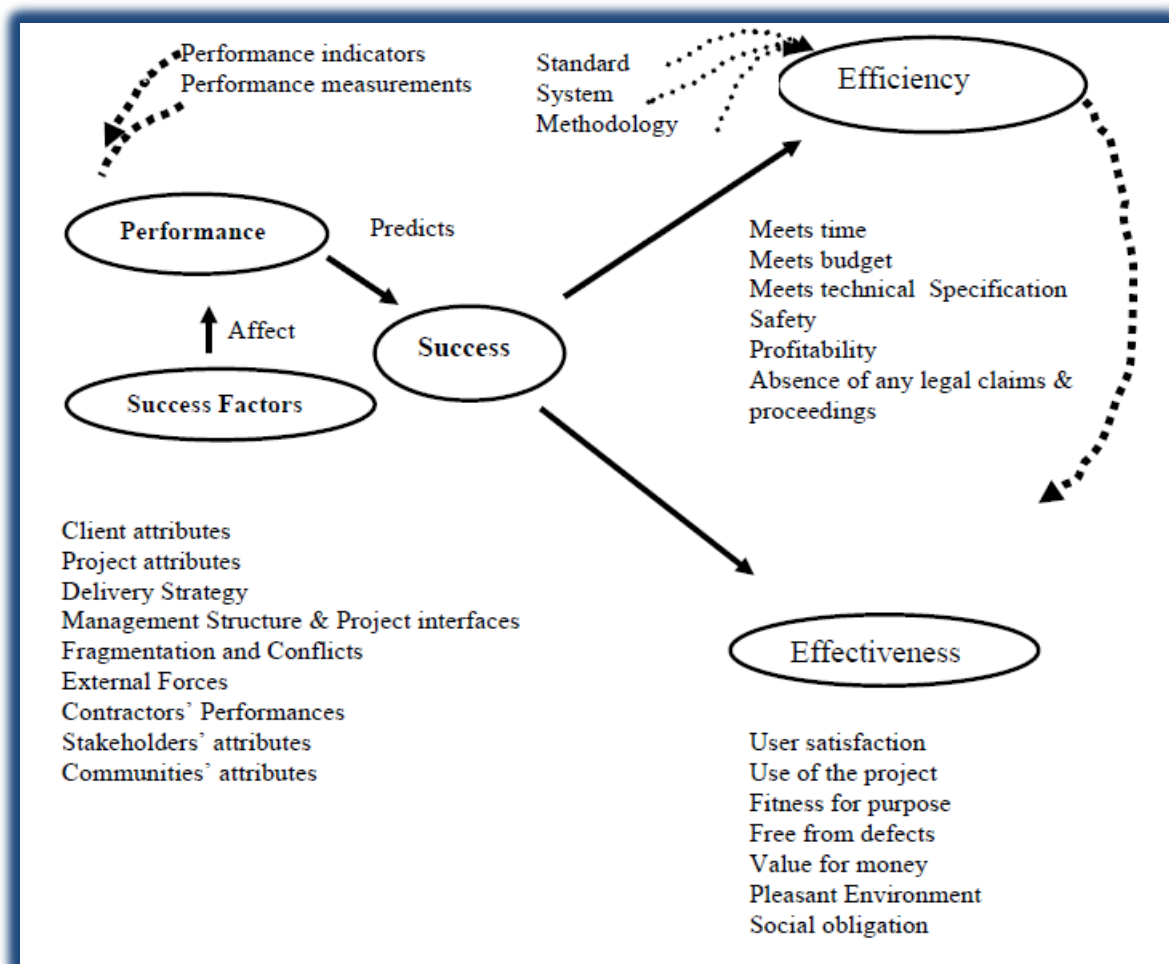 Performance indicators
Performance measurements
Standard
System
Methodology
Efficiency
Performance
Predicts
Affect
Success
Success Factors
Meets time
Meets budget
Meets technical  Specification
Safety
Profitability
Absence of any legal claims &
proceedings
Client attributes
Project attributes
Delivery Strategy
Management Structure & Project interfaces
Fragmentation and Conflicts
External Forces
Contractors’ Performances
Stakeholders’ attributes
Communities’ attributes
Effectiveness
User satisfaction
Use of the project
Fitness for purpose
Free from defects
Value for money
Pleasant Environment
Social obligation